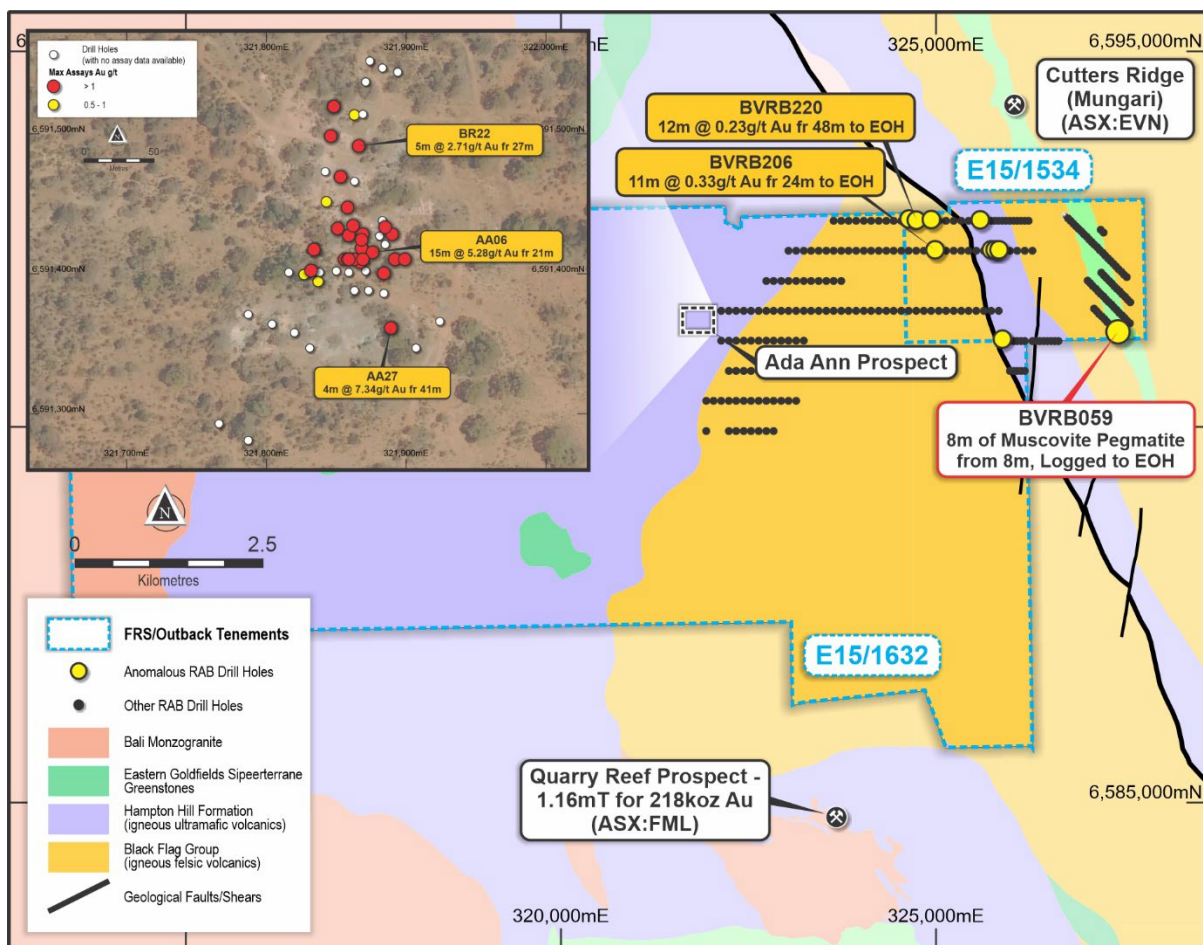 Drill Holes
(with no assay data available)
Max Assays Au g/t
> 1
0.5 - 1
N
0
50
Metres
321,800mE
321,900mE
322,000mE
6,591,500mN
6,591,500mN
6,591,400mN
6,591,400mN
6,591,300mN
321,700mE
321,800mE
321,900mE
BR22
5m @ 2.71g/t Au fr 27m
AA06
15m @ 5.28g/t Au fr 21m
AA27
4m @ 7.34g/t Au fr 41m
325,000mE
6,595,000mN
Cutters Ridge
(Mungari)
(ASX:EVN)
BVRB220
12m @ 0.23g/t Au fr 48m to EOH
BVRB206
11m @ 0.33g/t Au fr 24m to EOH
E15/1534
Ada Ann Prospect
BVRB059
8m of Muscovite Pegmatite
from 8m, Logged to EOH
N
0
2.5
Kilometres
FRS/Outback Tenements
Anomalous RAB Drill Holes
Other RAB Drill Holes
Bali Monzogranite
Eastern Goldfields Sipeerterrane
Greenstones
Hampton Hill Formation
(igneous ultramafic volcanics)
Black Flag Group
(igneous felsic volcanics)
Geological Faults/Shears
E15/1632
Quarry Reef Prospect -
1.16mT for 218koz Au
(ASX:FML)
6,585,000mN
320,000mE
325,000mE